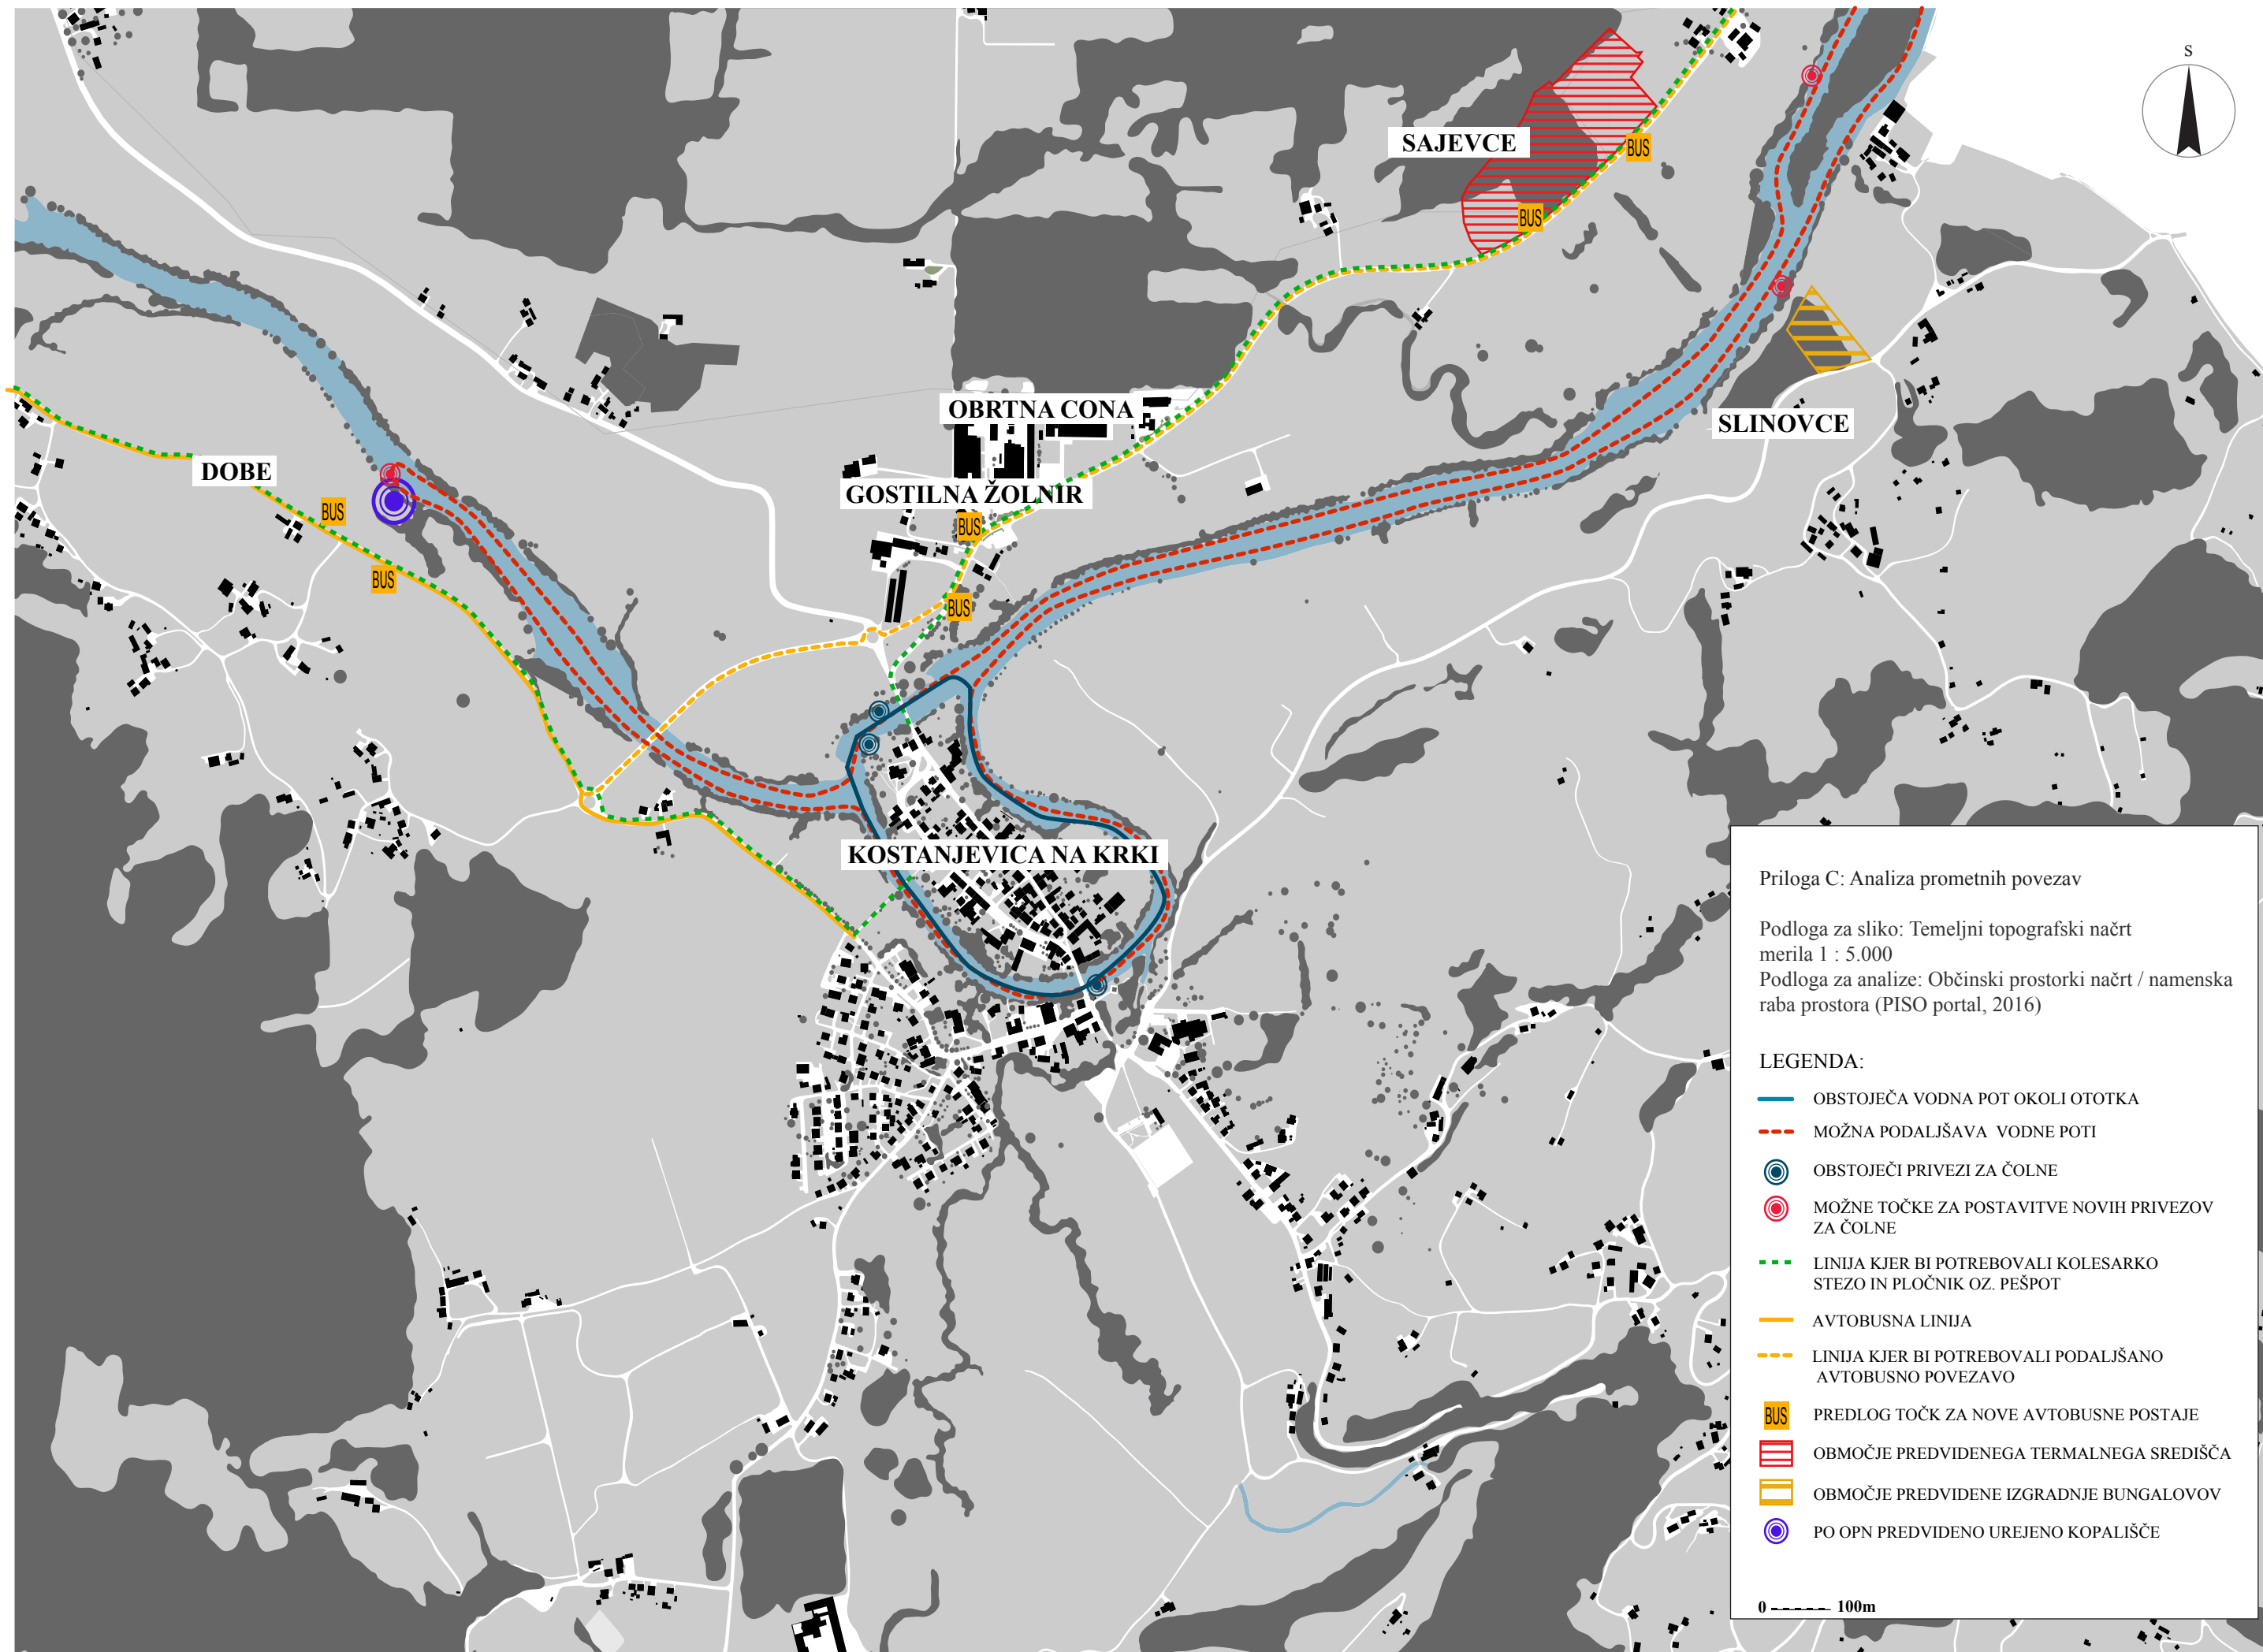 S
SAJEVCE
BUS
BUS
OBRTNA CONA
SLINOVCE
DOBE
GOSTILNA ŽOLNIR
BUS
BUS
BUS
BUS
KOSTANJEVICA NA KRKI
Priloga C: Analiza prometnih povezav
Podloga za sliko: Temeljni topografski načrt
merila 1 : 5.000
Podloga za analize: Občinski prostorki načrt / namenska
raba prostora (PISO portal, 2016)
LEGENDA:
OBSTOJEČA VODNA POT OKOLI OTOTKA
MOŽNA PODALJŠAVA VODNE POTI
OBSTOJEČI PRIVEZI ZA ČOLNE
MOŽNE TOČKE ZA POSTAVITVE NOVIH PRIVEZOV
ZA ČOLNE
LINIJA KJER BI POTREBOVALI KOLESARKO
STEZO IN PLOČNIK OZ. PEŠPOT
AVTOBUSNA LINIJA
LINIJA KJER BI POTREBOVALI PODALJŠANO
AVTOBUSNO POVEZAVO
BUS PREDLOG TOČK ZA NOVE AVTOBUSNE POSTAJE
OBMOČJE PREDVIDENEGA TERMALNEGA SREDIŠČA
OBMOČJE PREDVIDENE IZGRADNJE BUNGALOVOV
PO OPN PREDVIDENO UREJENO KOPALIŠČE
0 100m